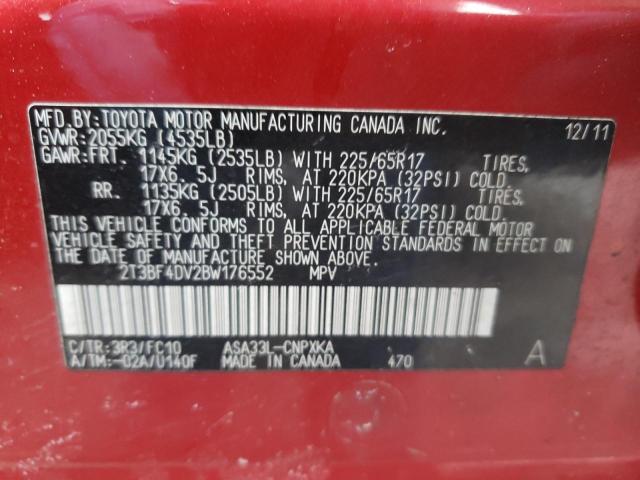 MFD.BY:TOYOTA MOTOR MANUFACTURING CANADA INC.
GVWR:2055KG (4535LB) 12/11
GAWR:FRT. 1145KG (2535LB) WITH 225/65R17 TIRES,
17X6. 5J RIMS, AT 220KPA (32PSI) COLD.
RR. 1135KG (2505LB) WITH 225/65R17 TIRES,
17X6. 5J RIMS, AT 220KPA (32PSI) COLD.
THIS VEHICLE CONFORMS TO ALL APPLICABLE FEDERAL MOTOR
VEHICLE SAFETY AND THEFT PREVENTION STANDARDS IN EFFECT ON
THE DATE OF MANUFACTURE SHOWN ABOVE.
2T3BF4DV2BW176552 MPV
C/TR:3R3/FC10 ASA33L-CNPXKA A
A/TM:-02A/U140F MADE IN CANADA 470